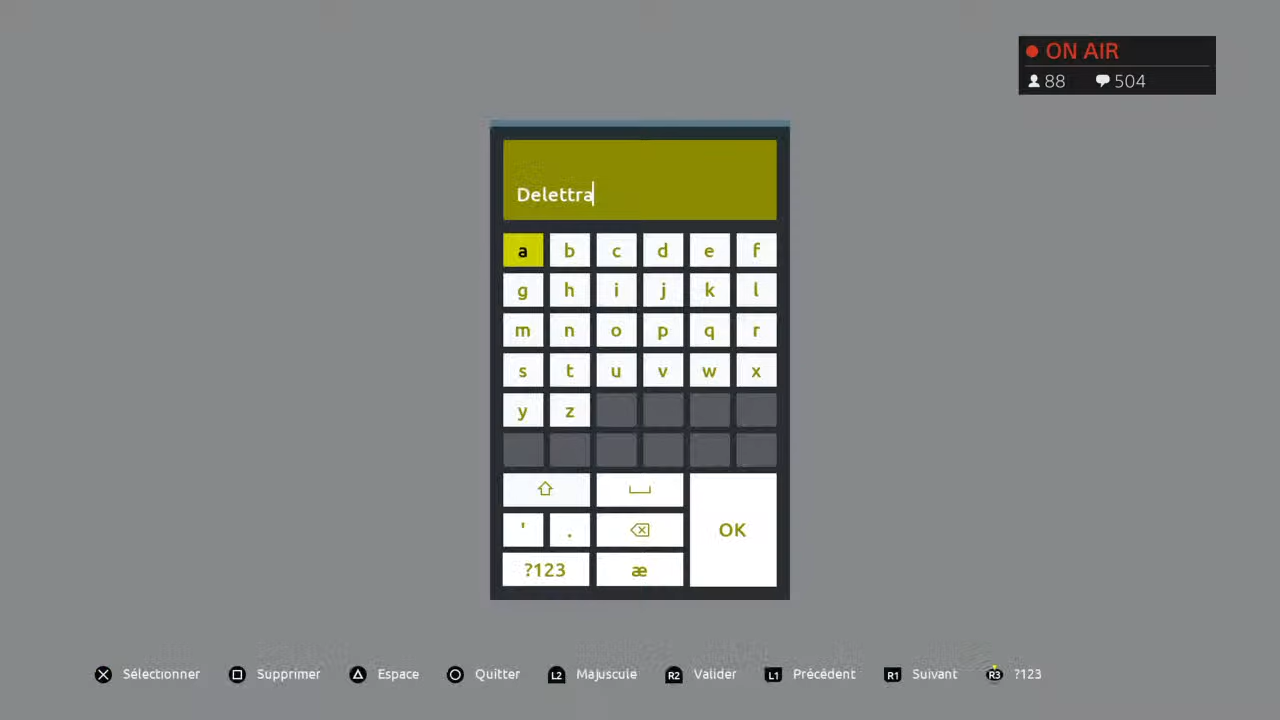 ON AIR
88 504
Delettra
a b c d e f
g h i j k l
m n o p q r
s t u v w x
y z
' . OK
?123 æ
Sélectionner Supprimer Espace Quitter L2 Majuscule R2 Valider L1 Précédent R1 Suivant R3 ?123